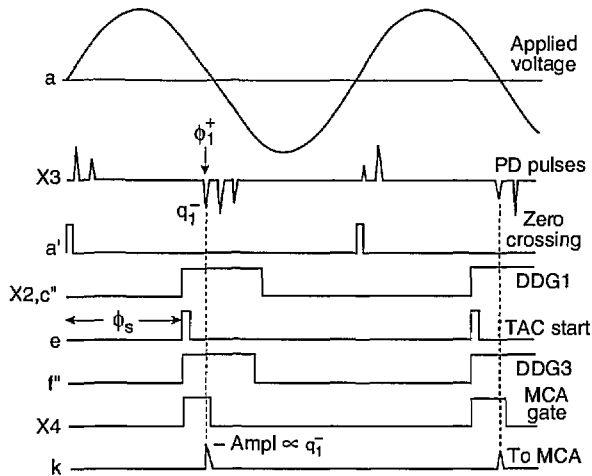 Applied
voltage
a
φ₁⁺
PD pulses
X3
q₁⁻
Zero
crossing
a'
DDG1
X2,c"
φₛ
TAC start
e
DDG3
f"
MCA
gate
X4
– Ampl ∝ q₁⁻
To MCA
k